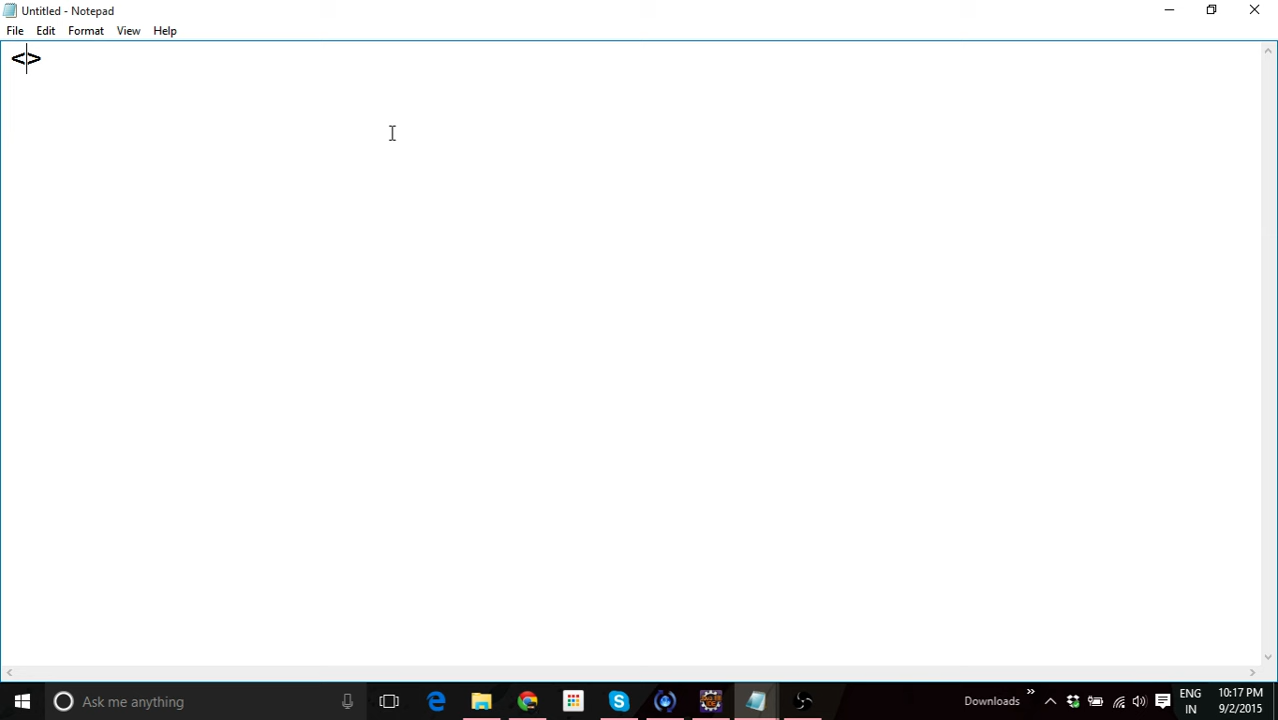 Untitled - Notepad
File Edit Format View Help
<>
Ask me anything
Downloads
ENG
IN
10:17 PM
9/2/2015